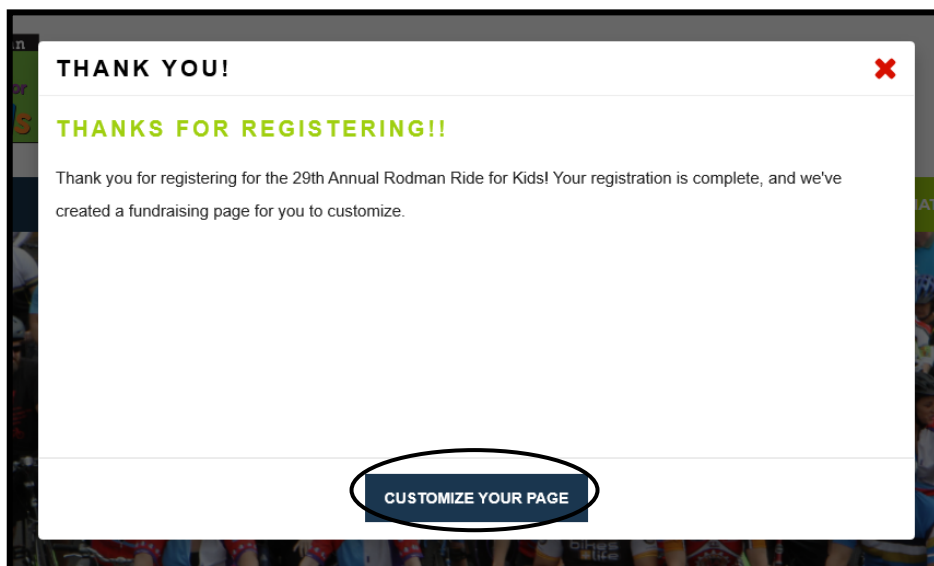 THANK YOU!
THANKS FOR REGISTERING!!
Thank you for registering for the 29th Annual Rodman Ride for Kids! Your registration is complete, and we've
created a fundraising page for you to customize.
CUSTOMIZE YOUR PAGE
life